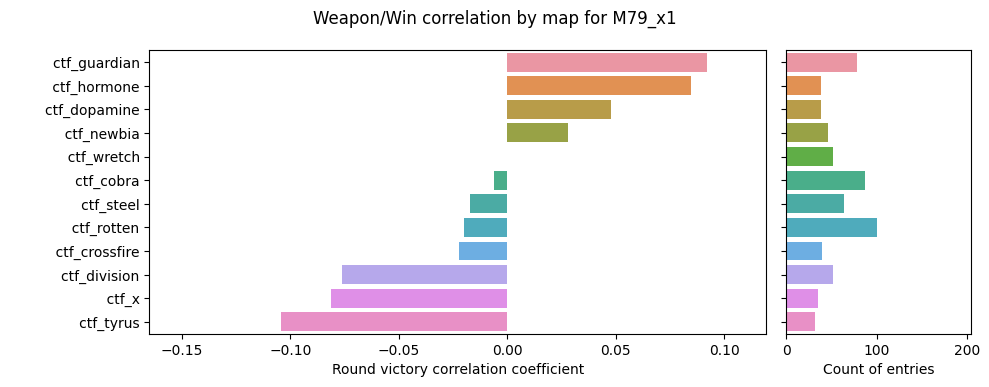 Weapon/Win correlation by map for M79_x1
ctf_guardian
ctf_hormone
ctf_dopamine
ctf_newbia
ctf_wretch
ctf_cobra
ctf_steel
ctf_rotten
ctf_crossfire
ctf_division
ctf_x
ctf_tyrus
−0.15 −0.10 −0.05 0.00 0.05 0.10
0 100 200
Round victory correlation coefficient
Count of entries